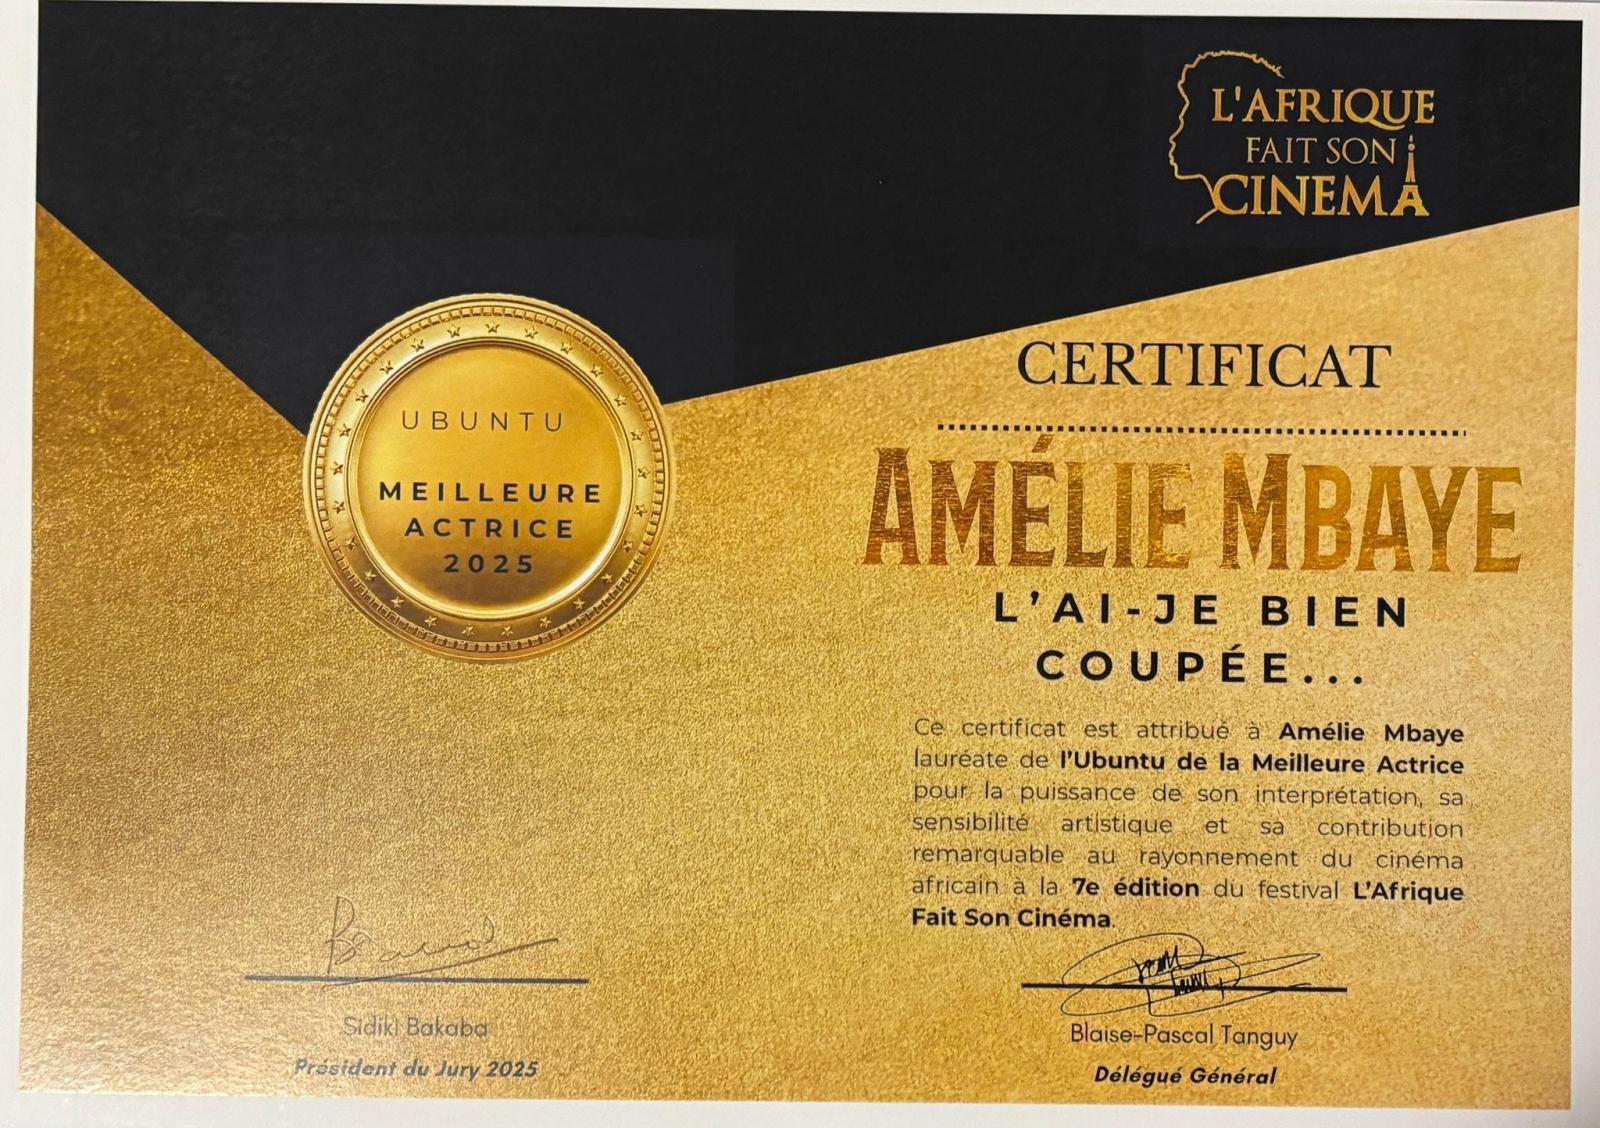 L'AFRIQUE
FAIT SON
CINEMA
UBUNTU
MEILLEURE
ACTRICE
2025
CERTIFICAT
AMÉLIE MBAYE
L'AI-JE BIEN
COUPÉE...
Ce certificat est attribué à Amélie Mbaye
lauréate de l'Ubuntu de la Meilleure Actrice
pour la puissance de son interprétation, sa
sensibilité artistique et sa contribution
remarquable au rayonnement du cinéma
africain à la 7e édition du festival L'Afrique
Fait Son Cinéma.
Sidiki Bakaba
Président du Jury 2025
Blaise-Pascal Tanguy
Délégué Général